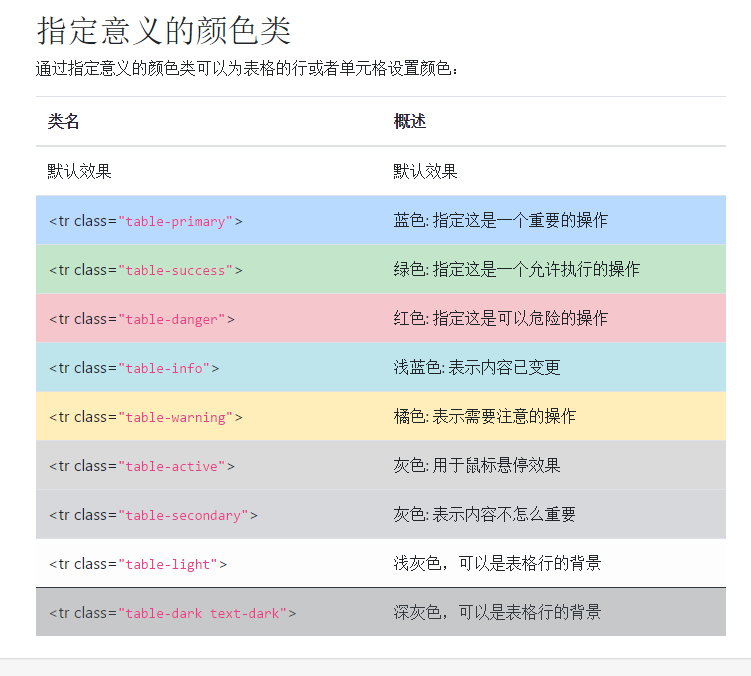 指定意义的颜色类
通过指定意义的颜色类可以为表格的行或者单元格设置颜色：
类名 概述
默认效果 默认效果
<tr class="table-primary"> 蓝色: 指定这是一个重要的操作
<tr class="table-success"> 绿色: 指定这是一个允许执行的操作
<tr class="table-danger"> 红色: 指定这是可以危险的操作
<tr class="table-info"> 浅蓝色: 表示内容已变更
<tr class="table-warning"> 橘色: 表示需要注意的操作
<tr class="table-active"> 灰色: 用于鼠标悬停效果
<tr class="table-secondary"> 灰色: 表示内容不怎么重要
<tr class="table-light"> 浅灰色，可以是表格行的背景
<tr class="table-dark text-dark"> 深灰色，可以是表格行的背景